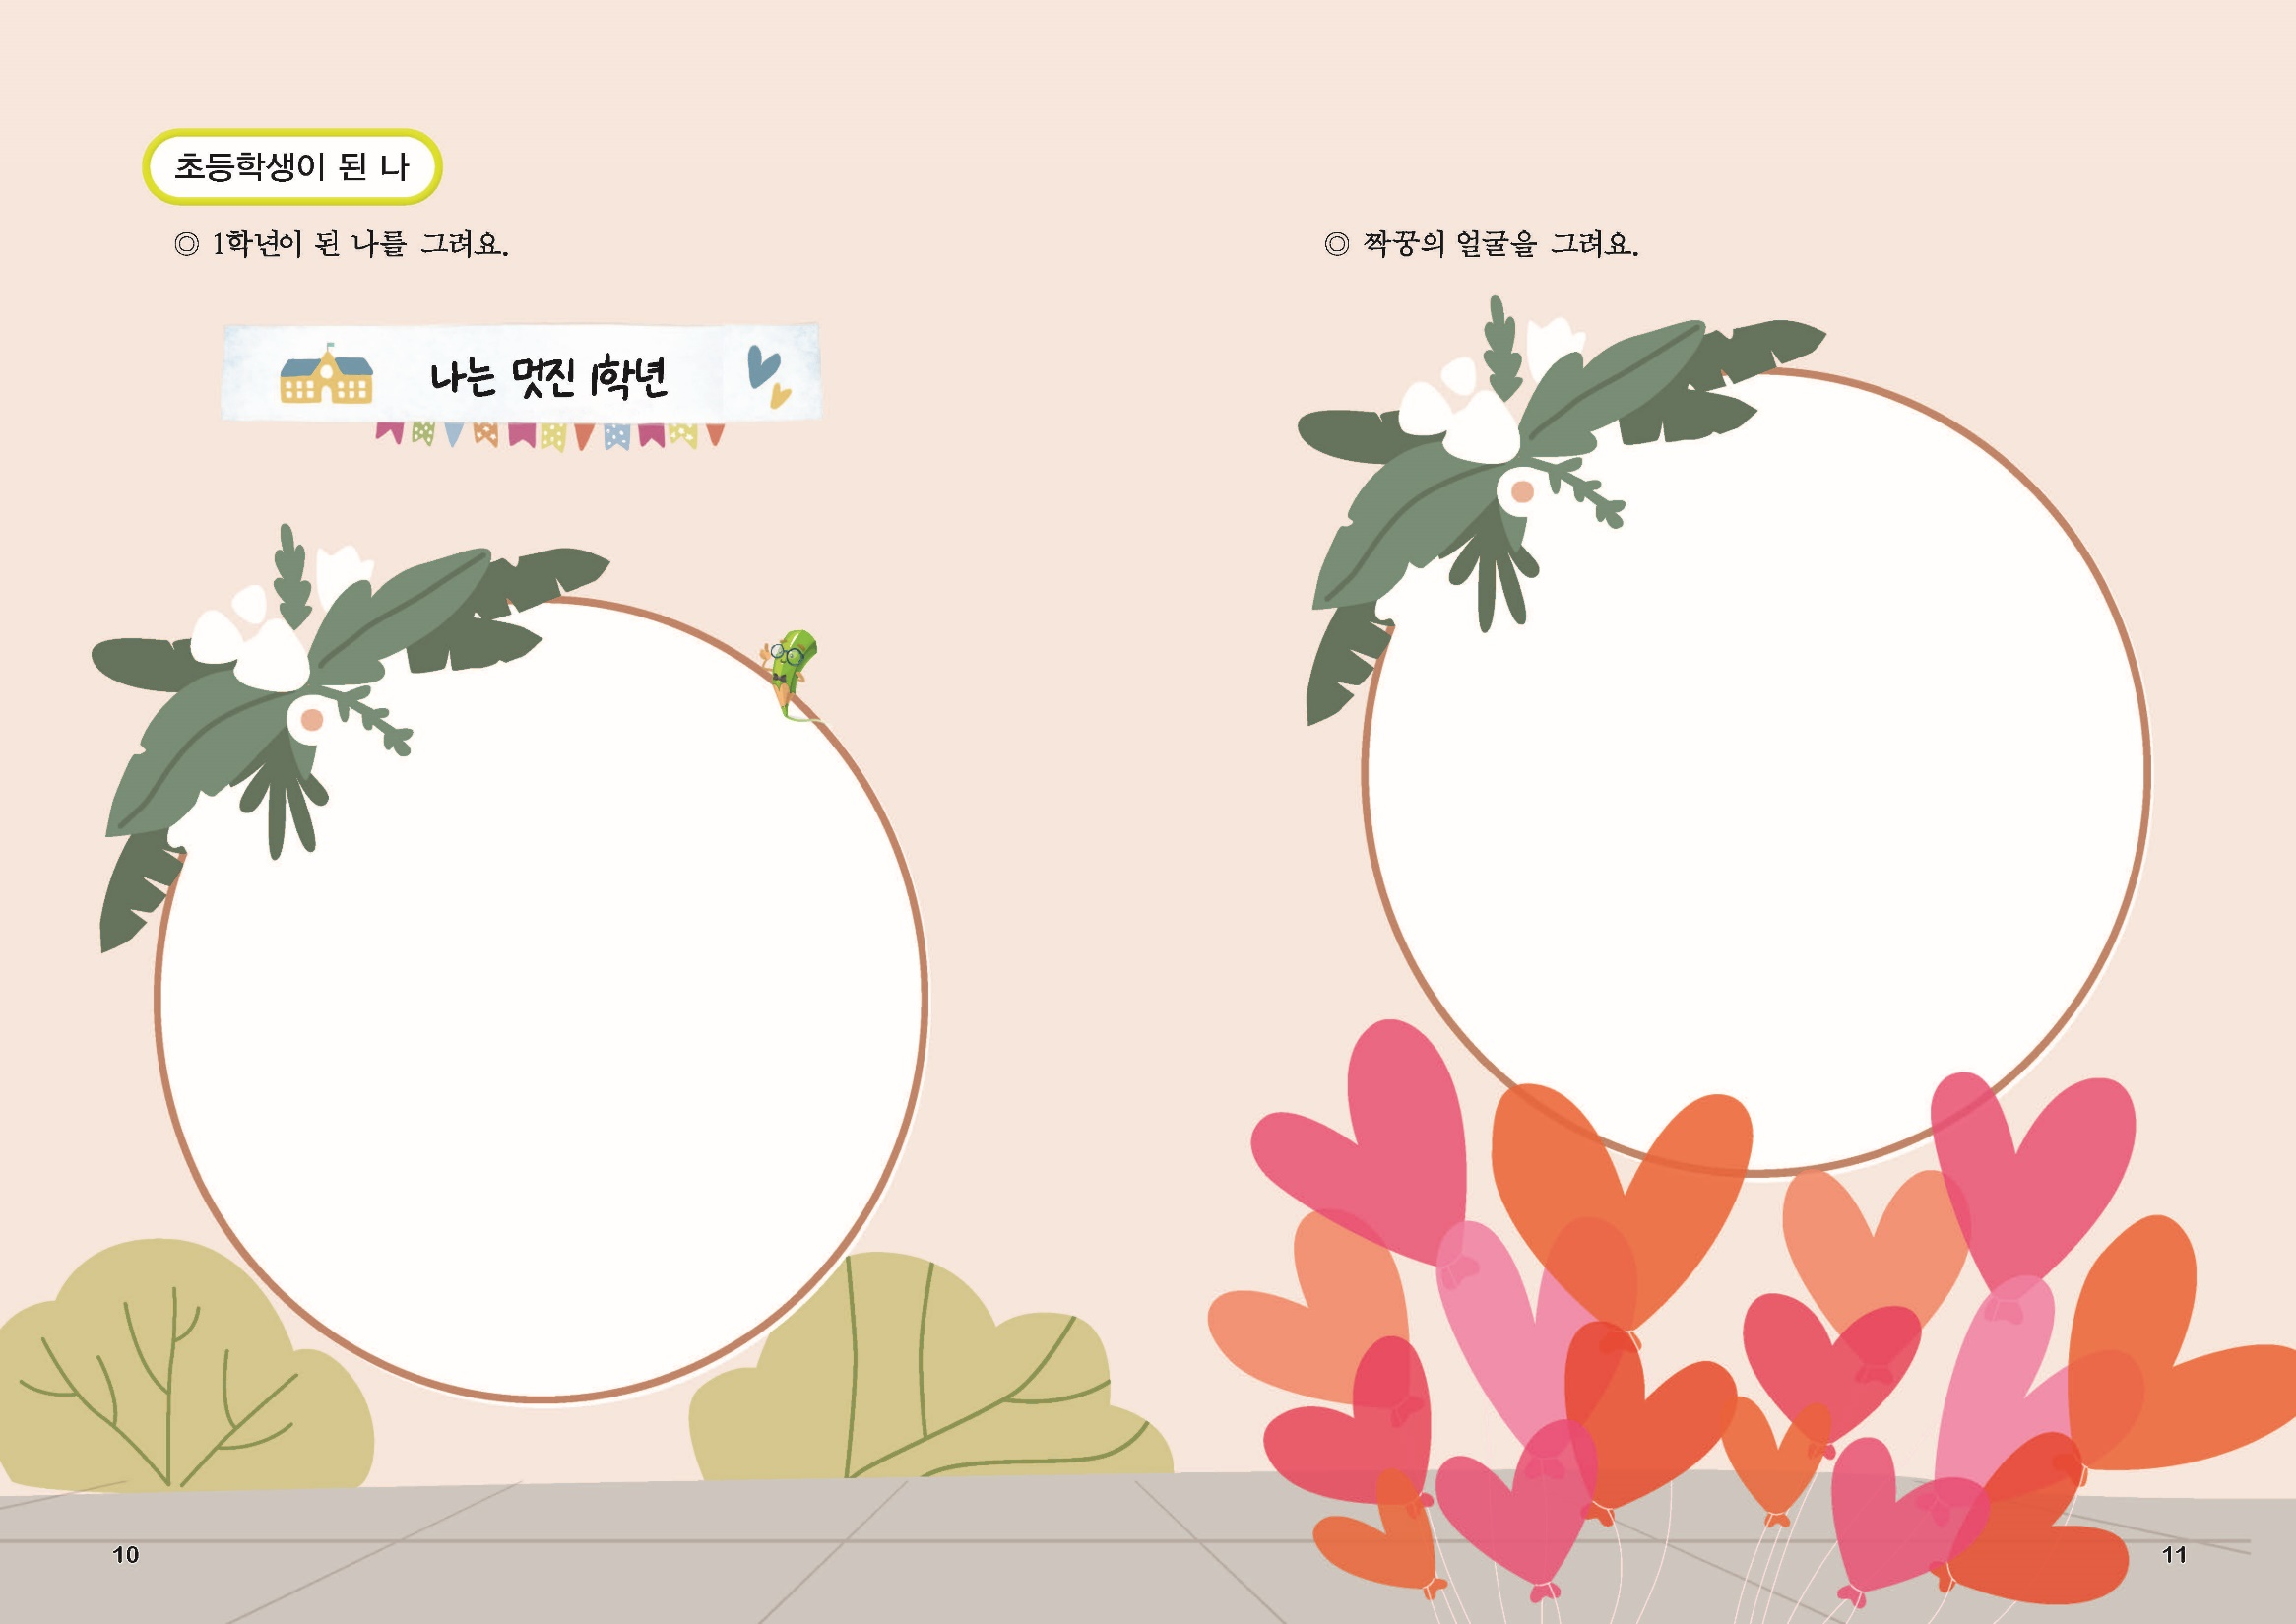 초등학생이 된 나
◎ 1학년이 된 나를 그려요.
나는 멋진 1학년
10
◎ 짝꿍의 얼굴을 그려요.
11